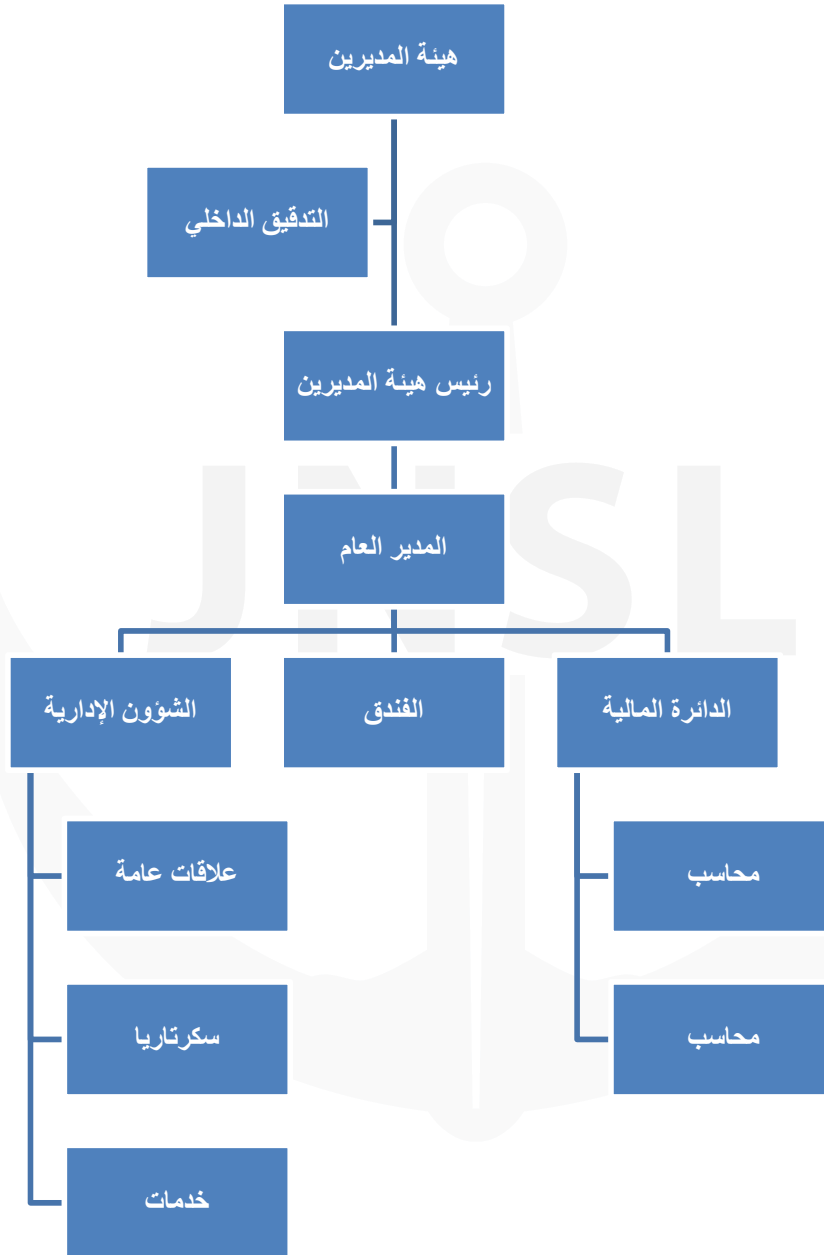 هيئة المديرين
التدقيق الداخلي
رئيس هيئة المديرين
المدير العام
الدائرة المالية
الفندق
الشؤون الإدارية
محاسب
علاقات عامة
محاسب
سكرتاريا
خدمات
JNSL